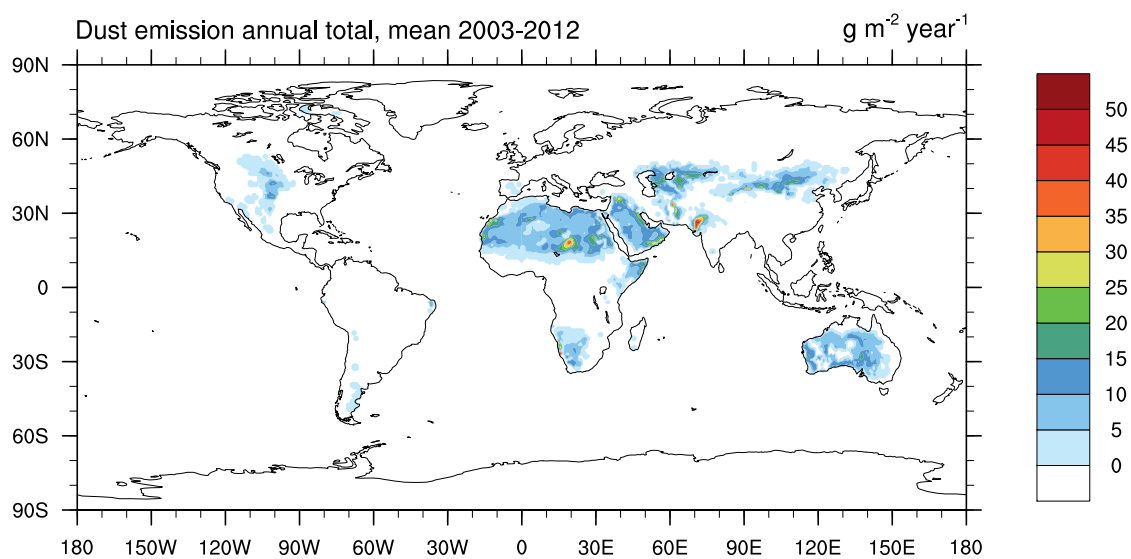 Dust emission annual total, mean 2003-2012 g m⁻² year⁻¹
90N
60N
30N
0
30S
60S
90S
180 150W 120W 90W 60W 30W 0 30E 60E 90E 120E 150E 180
50
45
40
35
30
25
20
15
10
5
0